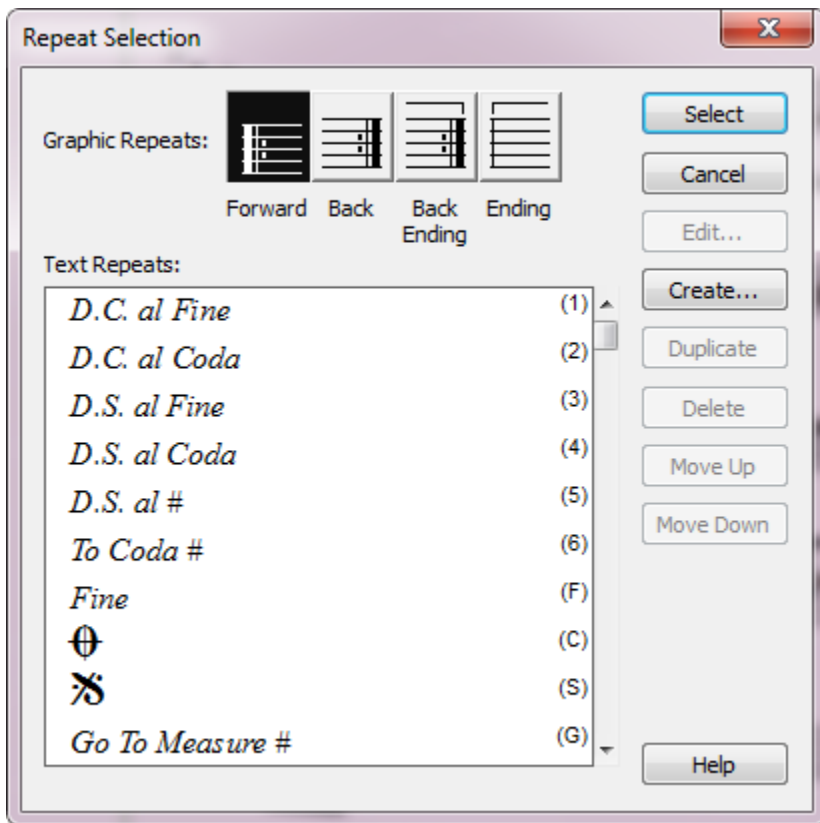 Repeat Selection
Graphic Repeats:
Forward
Back
Back
Ending
Ending
Text Repeats:
D.C. al Fine (1)
D.C. al Coda (2)
D.S. al Fine (3)
D.S. al Coda (4)
D.S. al # (5)
To Coda # (6)
Fine (F)
(C)
(S)
Go To Measure # (G)
Select
Cancel
Edit...
Create...
Duplicate
Delete
Move Up
Move Down
Help